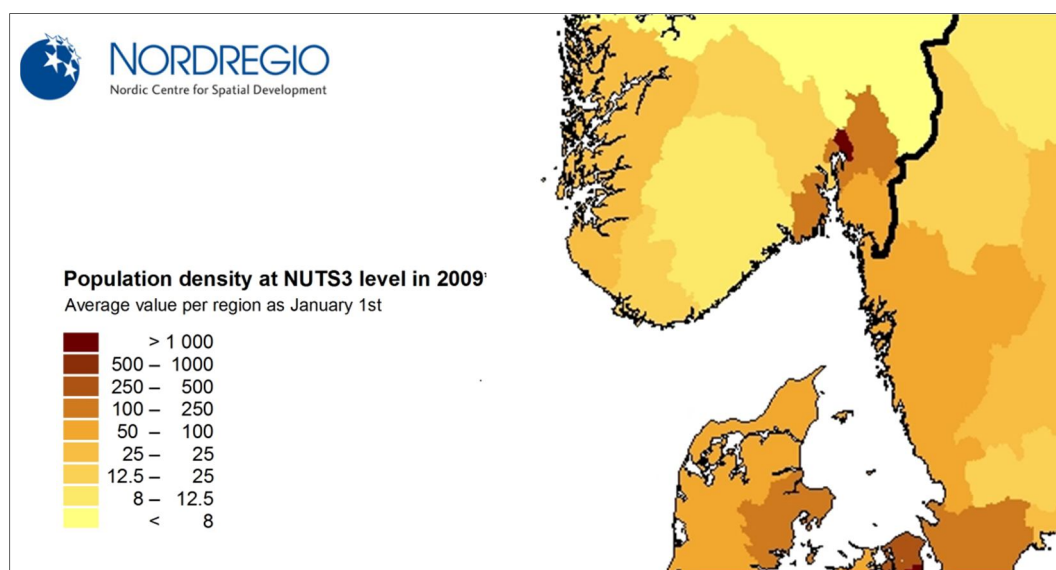 NORDREGIO
Nordic Centre for Spatial Development
Population density at NUTS3 level in 2009¹
Average value per region as January 1st
> 1 000
500 – 1000
250 – 500
100 – 250
50 – 100
25 – 25
12.5 – 25
8 – 12.5
< 8